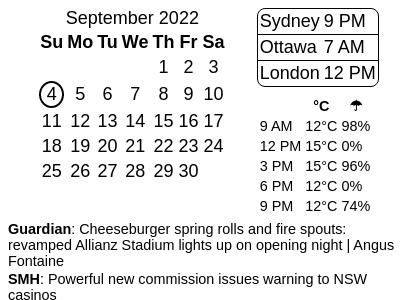 September 2022
Su Mo Tu We Th Fr Sa
1 2 3
4 5 6 7 8 9 10
11 12 13 14 15 16 17
18 19 20 21 22 23 24
25 26 27 28 29 30
Sydney 9 PM
Ottawa 7 AM
London 12 PM
°C ☂
9 AM 12°C 98%
12 PM 15°C 0%
3 PM 15°C 96%
6 PM 12°C 0%
9 PM 12°C 74%
Guardian: Cheeseburger spring rolls and fire spouts:
revamped Allianz Stadium lights up on opening night | Angus
Fontaine
SMH: Powerful new commission issues warning to NSW
casinos